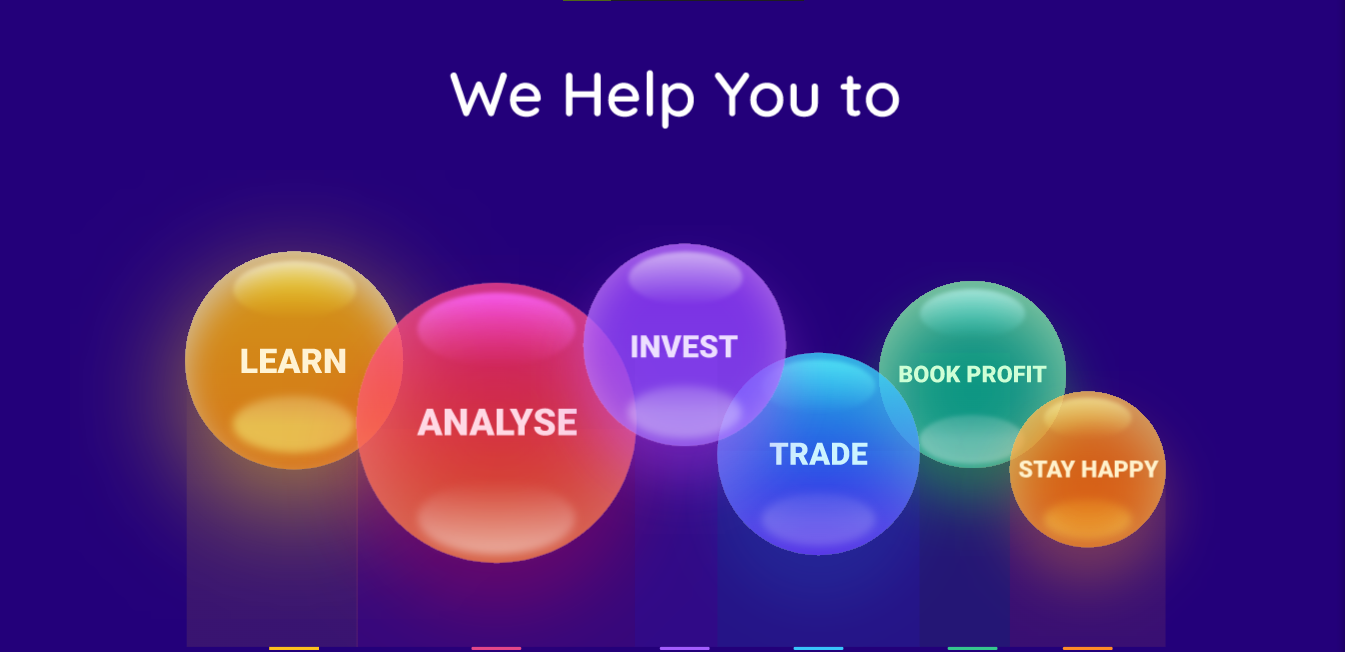 We Help You to
LEARN
ANALYSE
INVEST
TRADE
BOOK PROFIT
STAY HAPPY